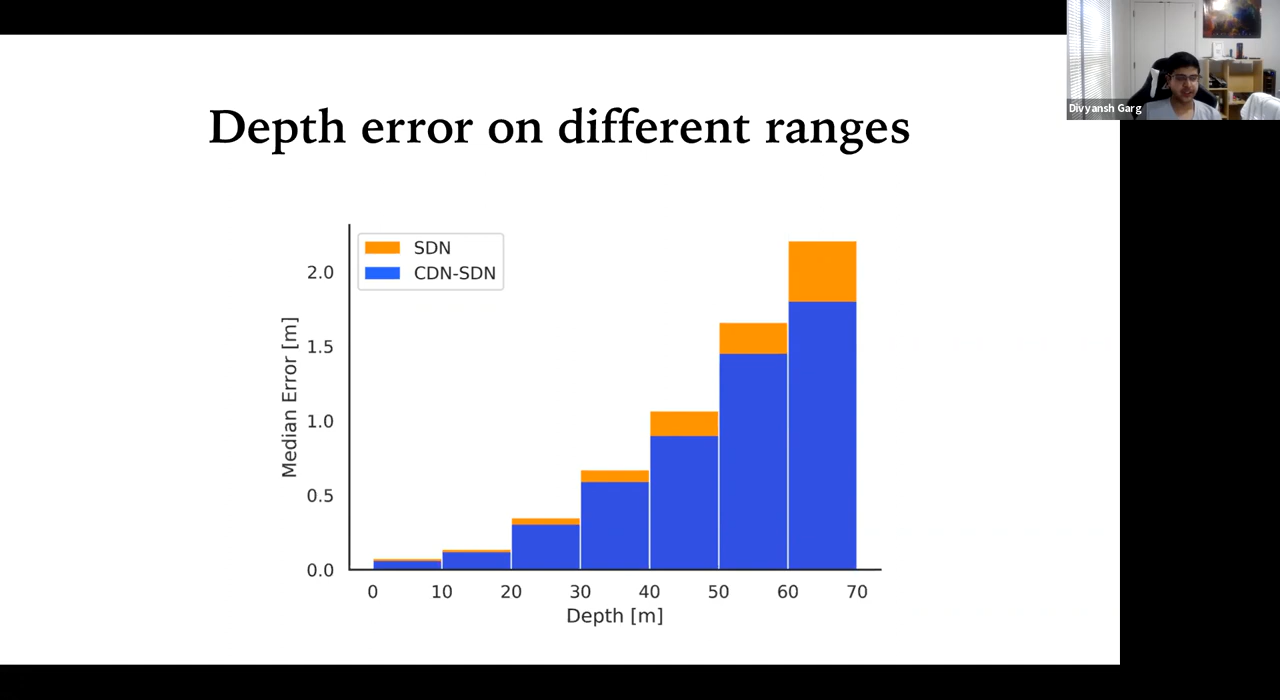 Divyansh Garg
Depth error on different ranges
SDN
CDN-SDN
2.0
1.5
1.0
0.5
0.0
Median Error [m]
0 10 20 30 40 50 60 70
Depth [m]